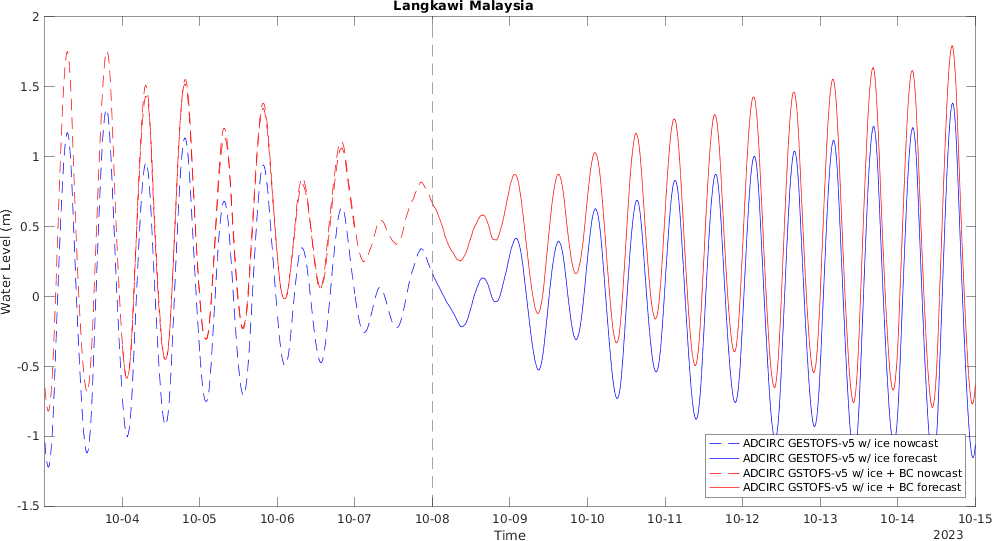 Langkawi Malaysia
Water Level (m)
2
1.5
1
0.5
0
-0.5
-1
-1.5
ADCIRC GESTOFS-v5 w/ ice nowcast
ADCIRC GESTOFS-v5 w/ ice forecast
ADCIRC GSTOFS-v5 w/ ice + BC nowcast
ADCIRC GSTOFS-v5 w/ ice + BC forecast
10-04 10-05 10-06 10-07 10-08 10-09 10-10 10-11 10-12 10-13 10-14 10-15
Time
2023